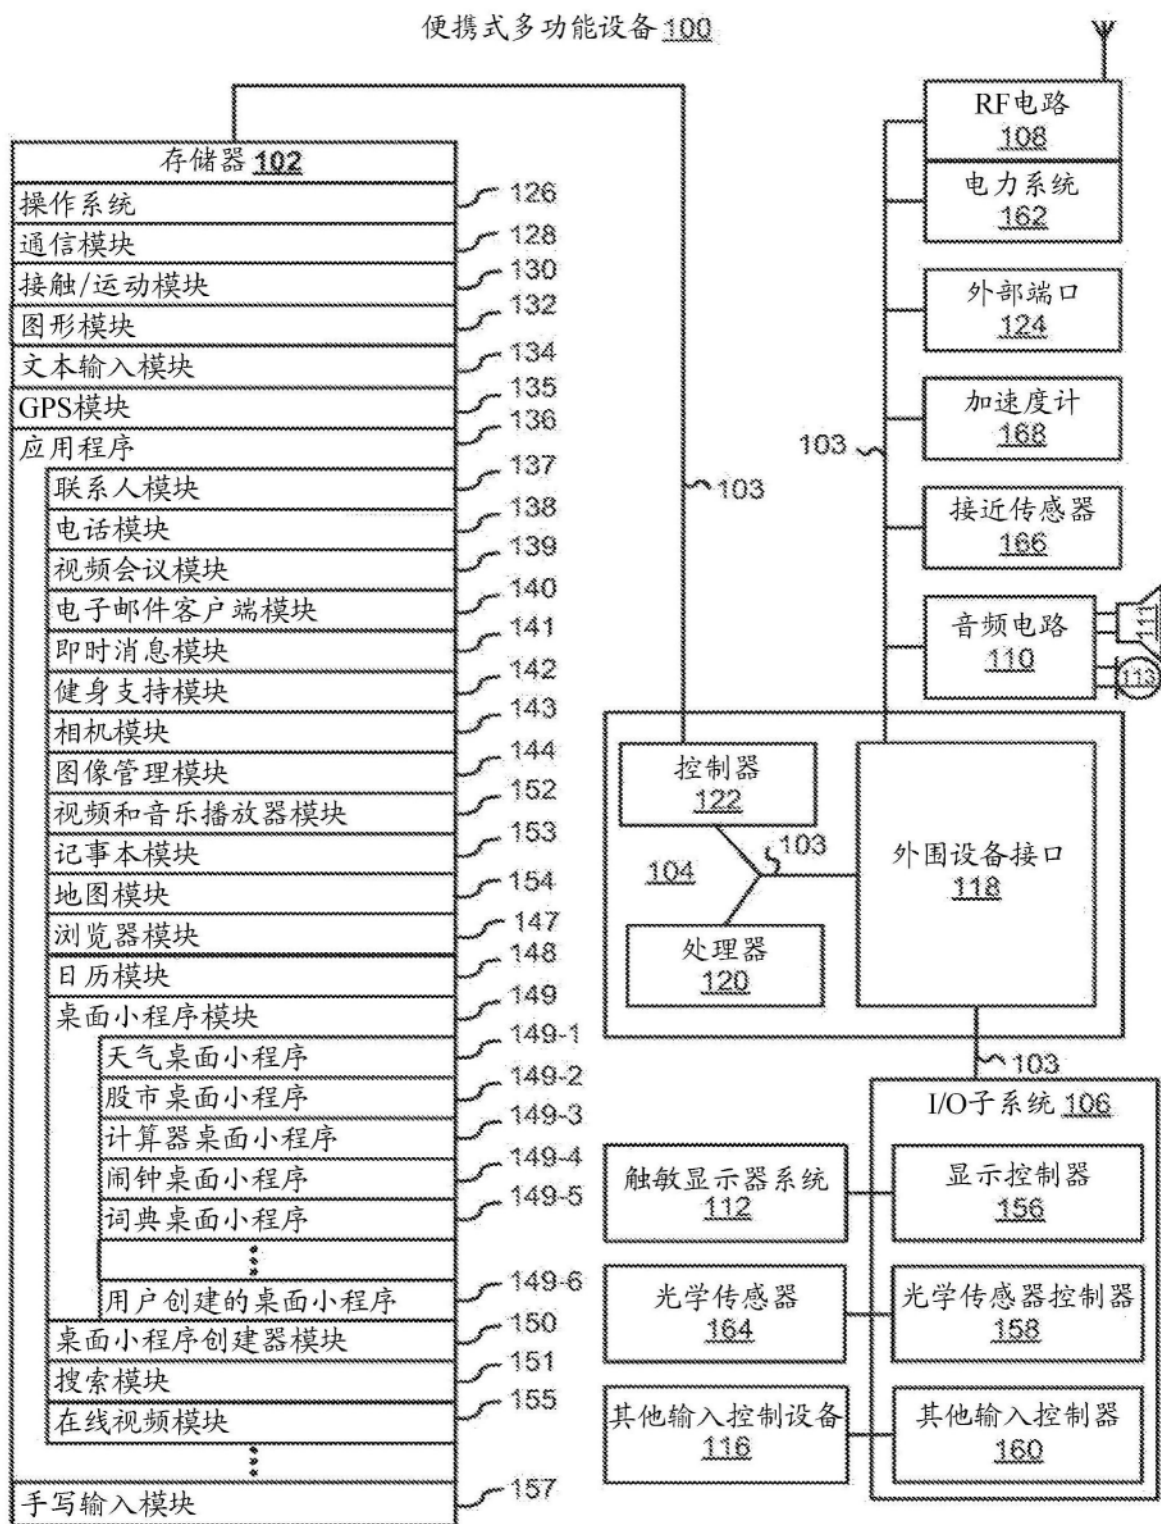 便携式多功能设备 100
存储器 102
操作系统 126
通信模块 128
接触/运动模块 130
图形模块 132
文本输入模块 134
GPS模块 135
应用程序 136
联系人模块 137
电话模块 138
视频会议模块 139
电子邮件客户端模块 140
即时消息模块 141
健身支持模块 142
相机模块 143
图像管理模块 144
视频和音乐播放器模块 152
记事本模块 153
地图模块 154
浏览器模块 147
日历模块 148
桌面小程序模块 149
天气桌面小程序 149-1
股市桌面小程序 149-2
计算器桌面小程序 149-3
闹钟桌面小程序 149-4
词典桌面小程序 149-5
用户创建的桌面小程序 149-6
桌面小程序创建器模块 150
搜索模块 151
在线视频模块 155
手写输入模块 157
103
RF电路
108
电力系统
162
外部端口
124
加速度计
168
103
接近传感器
166
音频电路
110
111
113
控制器
122
103
104
处理器
120
外围设备接口
118
103
I/O子系统 106
触敏显示器系统
112
显示控制器
156
光学传感器
164
光学传感器控制器
158
其他输入控制设备
116
其他输入控制器
160